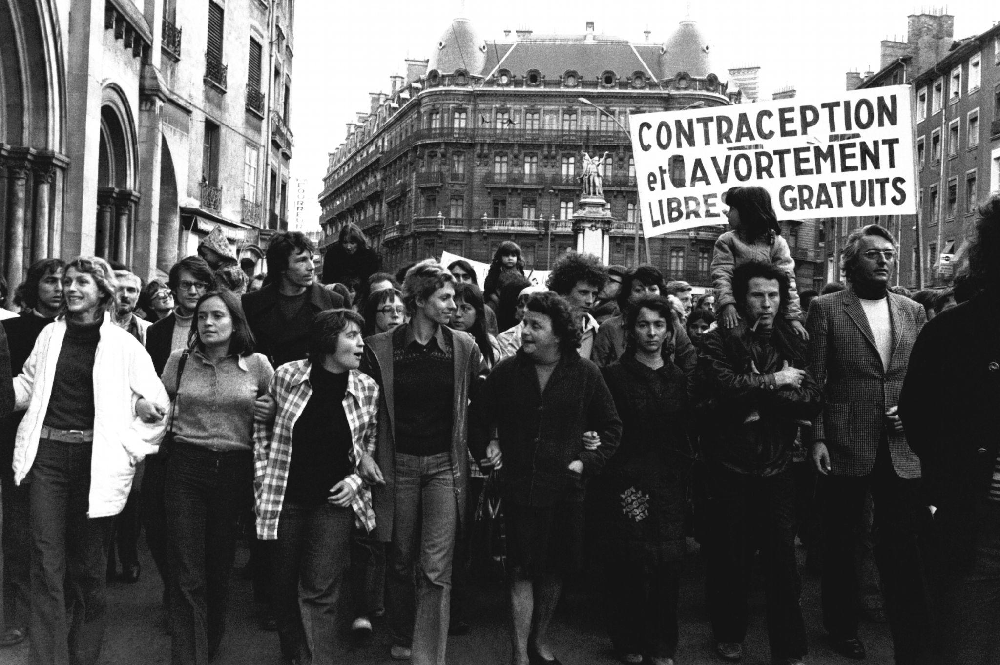 CONTRACEPTION
et AVORTEMENT
LIBRES GRATUITS